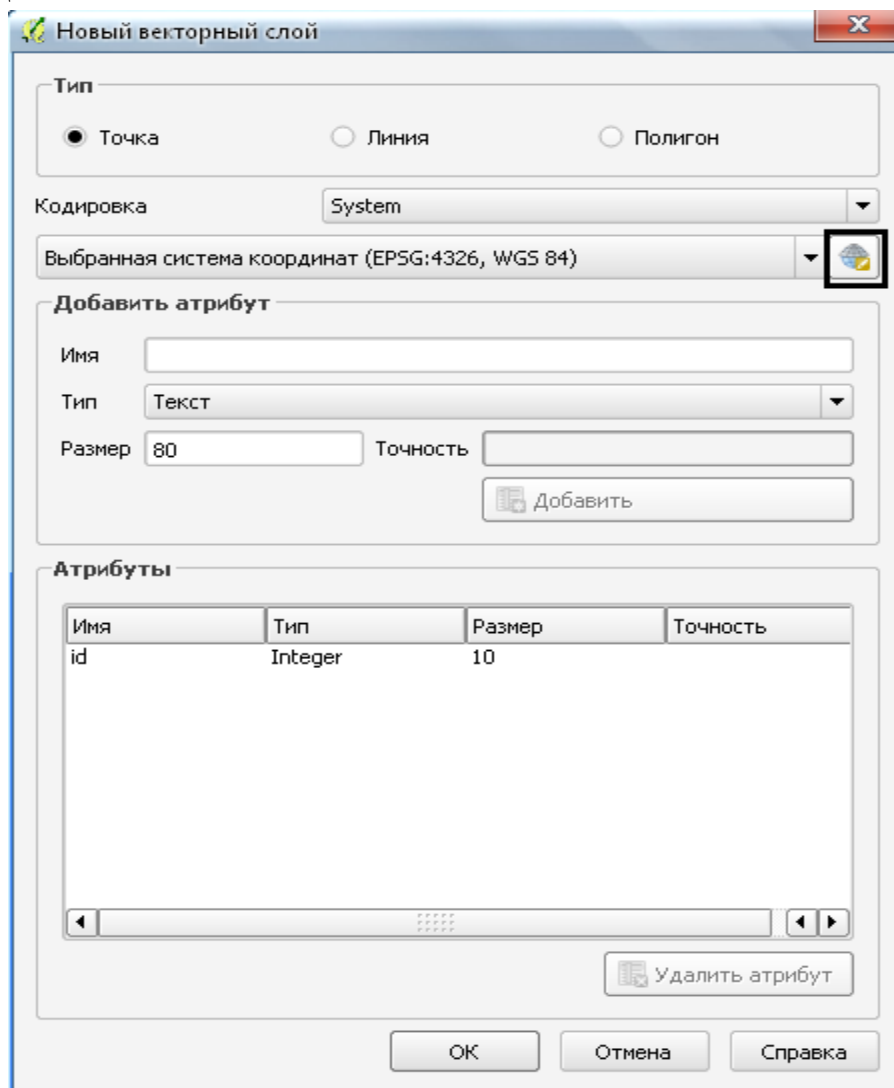 Новый векторный слой
Тип
Точка Линия Полигон
Кодировка System
Выбранная система координат (EPSG:4326, WGS 84)
Добавить атрибут
Имя
Тип Текст
Размер 80 Точность
Добавить
Атрибуты
Имя Тип Размер Точность
id Integer 10
Удалить атрибут
OK Отмена Справка